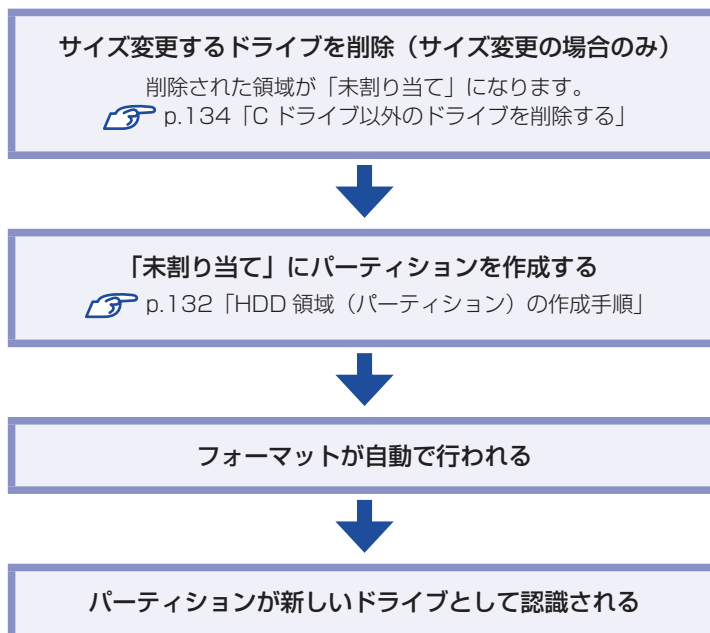 サイズ変更するドライブを削除（サイズ変更の場合のみ）
削除された領域が「未割り当て」になります。
p.134「C ドライブ以外のドライブを削除する」
「未割り当て」にパーティションを作成する
p.132「HDD 領域（パーティション）の作成手順」
フォーマットが自動で行われる
パーティションが新しいドライブとして認識される